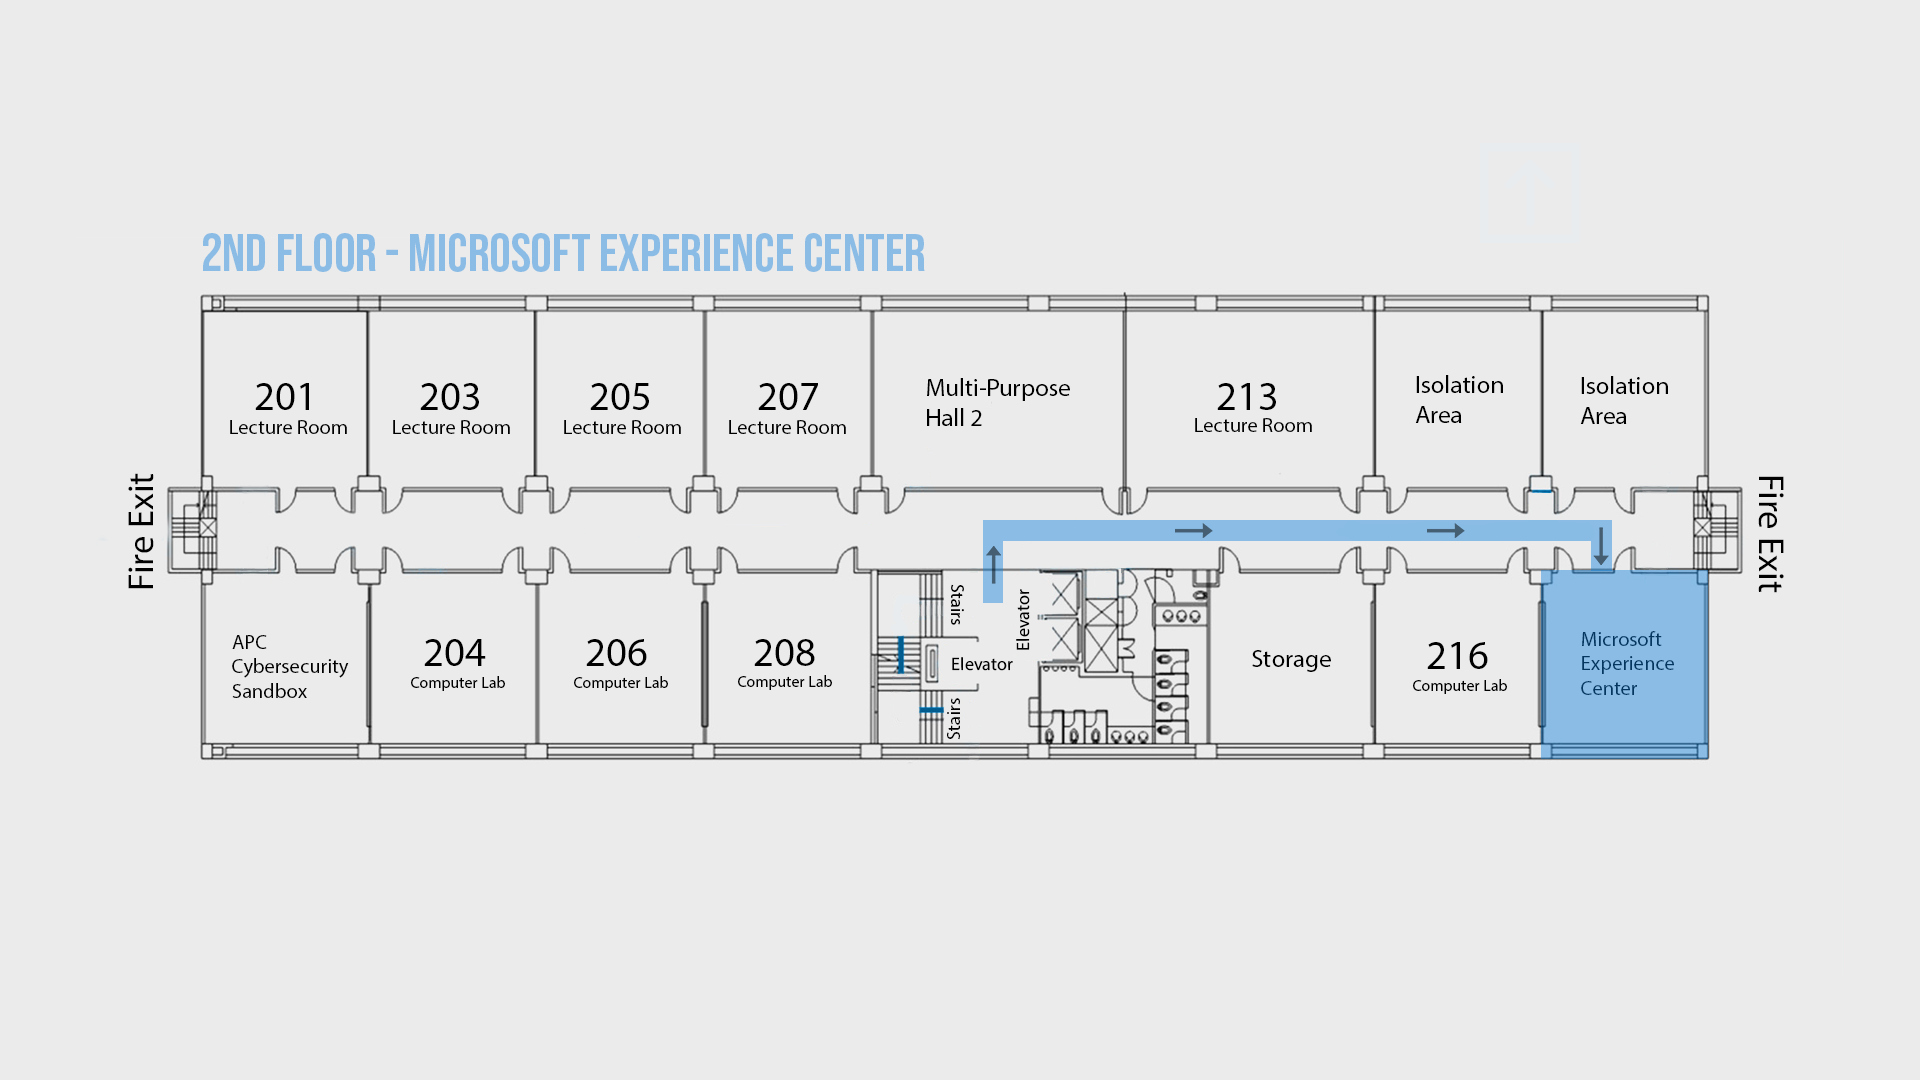 2ND FLOOR - MICROSOFT EXPERIENCE CENTER
201
Lecture Room
203
Lecture Room
205
Lecture Room
207
Lecture Room
Multi-Purpose
Hall 2
213
Lecture Room
Isolation
Area
Isolation
Area
Fire Exit
Fire Exit
APC
Cybersecurity
Sandbox
204
Computer Lab
206
Computer Lab
208
Computer Lab
Stairs
Elevator
Elevator
Stairs
Storage
216
Computer Lab
Microsoft
Experience
Center